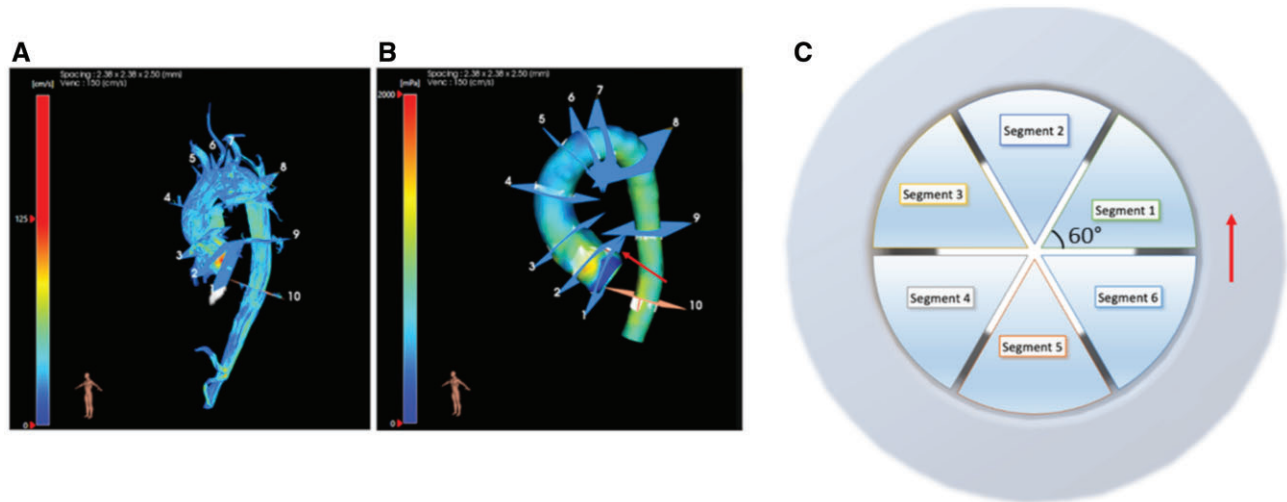 A
Spacing : 2.38 x 2.38 x 2.50 (mm)
Venc : 150 (cm/s)
[cm/s]
125
0
5
6
7
8
4
3
2
9
10
B
Spacing : 2.38 x 2.38 x 2.50 (mm)
Venc : 150 (cm/s)
[mPa]
2000
0
7
6
5
8
4
9
3
2
1
10
C
Segment 2
Segment 3
Segment 1
60°
Segment 4
Segment 6
Segment 5